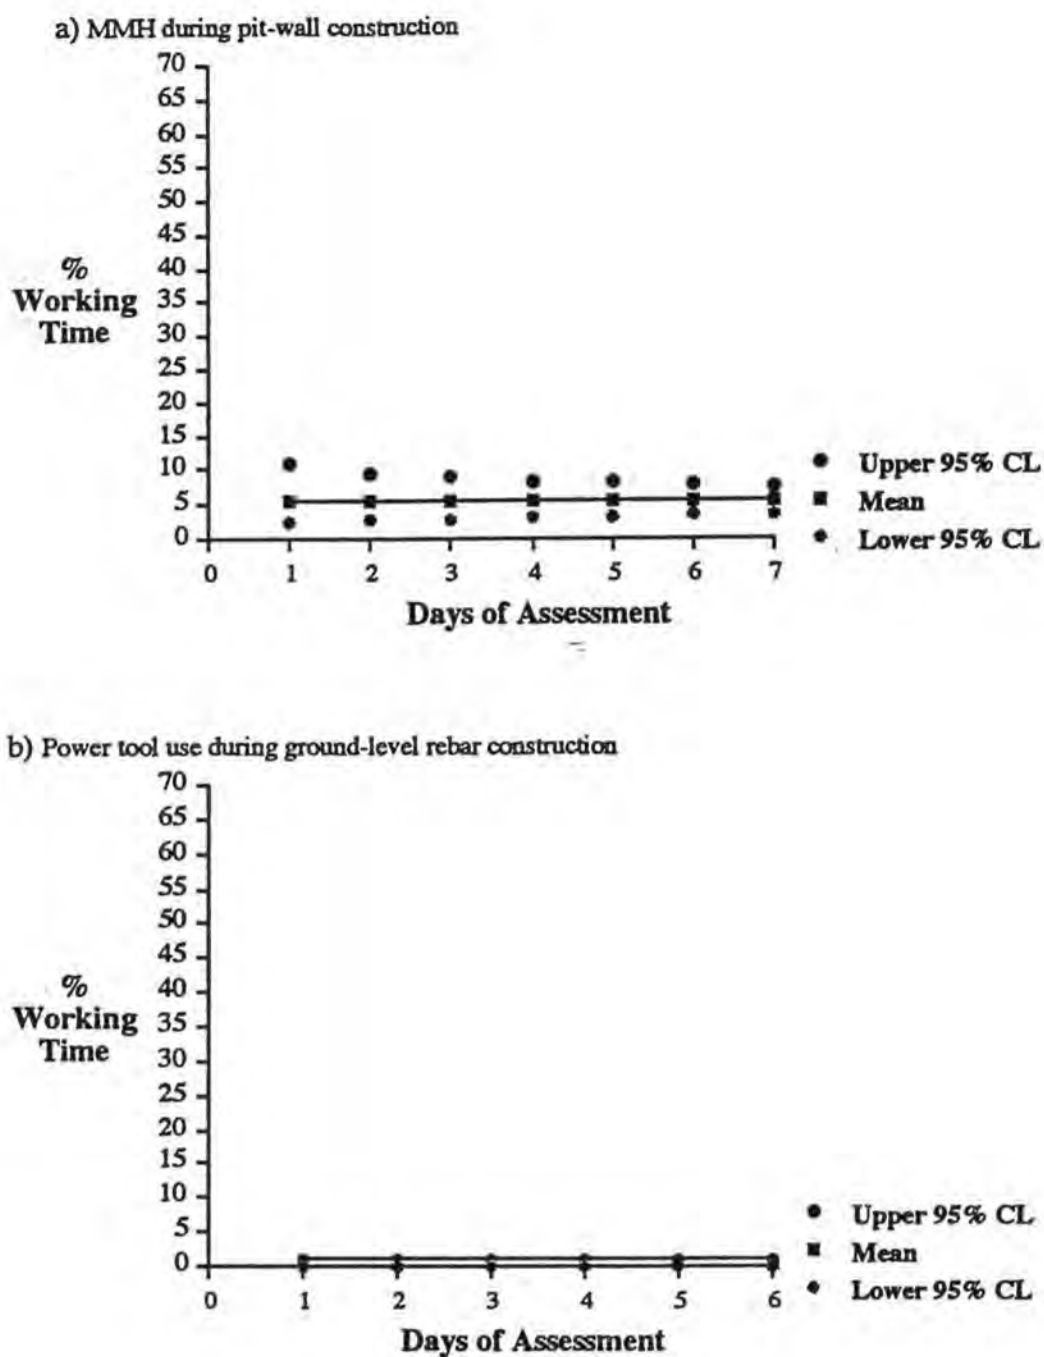 a) MMH during pit-wall construction
70
65
60
55
50
45
40
35
30
25
20
15
10
5
0
%
Working
Time
0 1 2 3 4 5 6 7
Days of Assessment
Upper 95% CL
Mean
Lower 95% CL
b) Power tool use during ground-level rebar construction
70
65
60
55
50
45
40
35
30
25
20
15
10
5
0
%
Working
Time
0 1 2 3 4 5 6
Days of Assessment
Upper 95% CL
Mean
Lower 95% CL